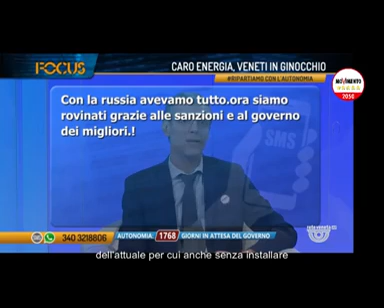 FOCUS
CARO ENERGIA, VENETI IN GINOCCHIO
#RIPARTIAMO CON L'AUTONOMIA
MOVIMENTO
2050
Con la russia avevamo tutto.ora siamo
rovinati grazie alle sanzioni e al governo
dei migliori.!
SMS
SMS 340 3218806 AUTONOMIA: 1768 GIORNI IN ATTESA DEL GOVERNO
dell'attuale per cui anche senza installare